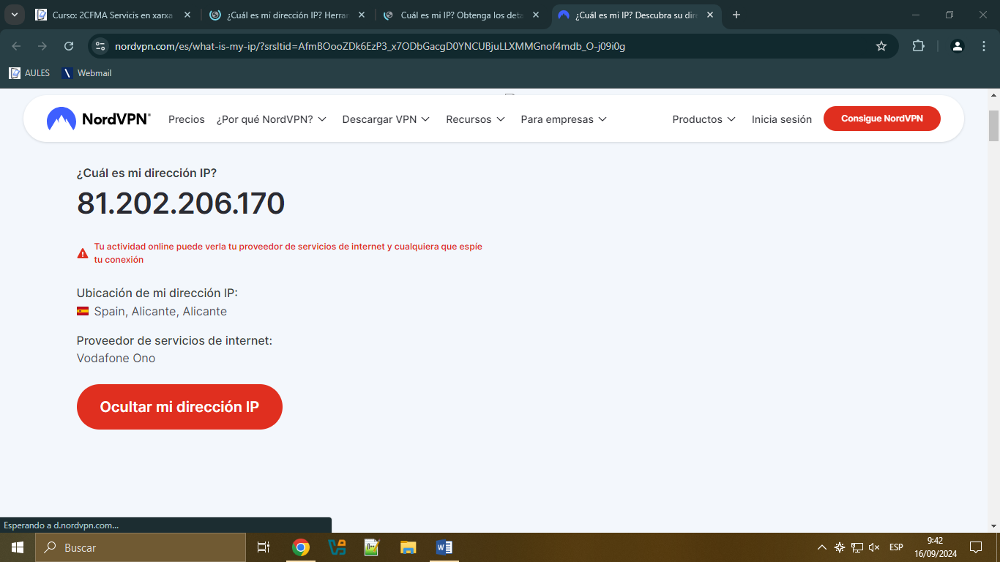 Curso: 2CFMA Servicis en xarxa
¿Cuál es mi dirección IP? Herran
Cuál es mi IP? Obtenga los deta
¿Cuál es mi IP? Descubra su dire
nordvpn.com/es/what-is-my-ip/?srsltid=AfmBOooZDk6EzP3_x7ODbGacgD0YNCUBjuLLXMMGnof4mdb_O-j09i0g
AULES
Webmail
NordVPN®
Precios
¿Por qué NordVPN?
Descargar VPN
Recursos
Para empresas
Productos
Inicia sesión
Consigue NordVPN
¿Cuál es mi dirección IP?
81.202.206.170
Tu actividad online puede verla tu proveedor de servicios de internet y cualquiera que espíe
tu conexión
Ubicación de mi dirección IP:
Spain, Alicante, Alicante
Proveedor de servicios de internet:
Vodafone Ono
Ocultar mi dirección IP
Esperando a d.nordvpn.com...
Buscar
ESP
9:42
16/09/2024